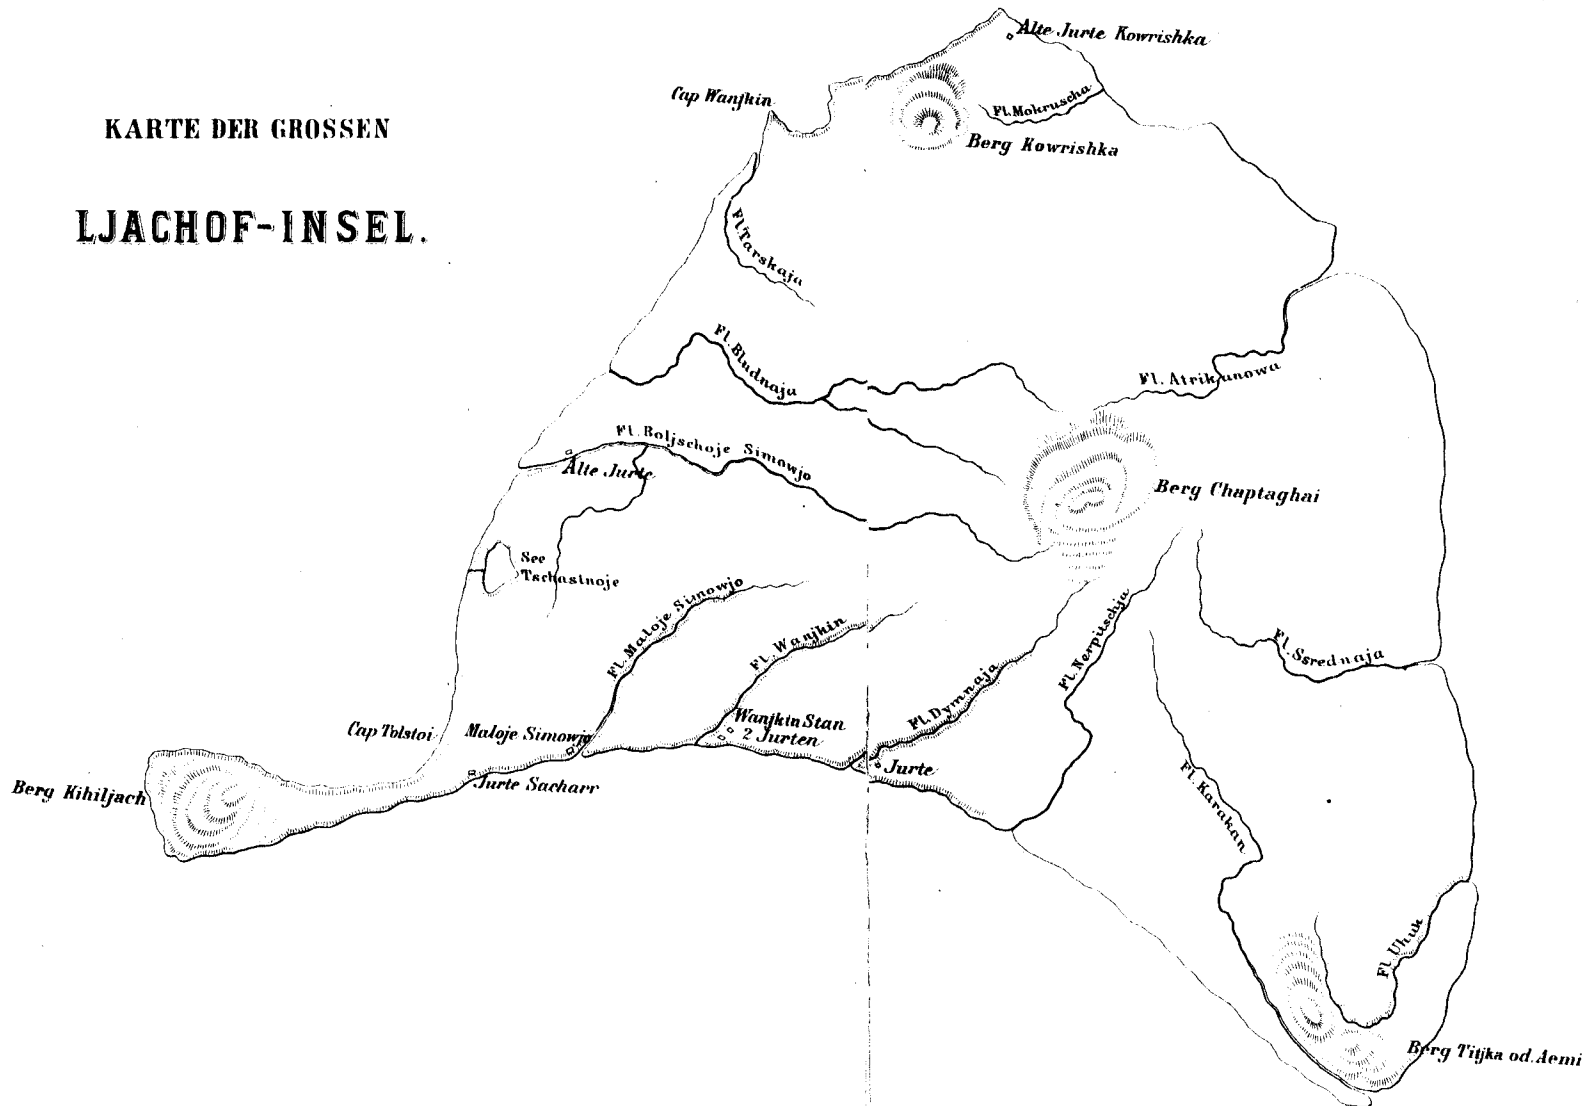 KARTE DER GROSSEN
LJACHOF-INSEL.
Alte Jurte Kowrishka
Cap Wanjkin
Fl. Mokruscha
Berg Kowrishka
Fl. Tarskaja
Fl. Bludnaja
Fl. Atrikanowa
Fl. Boljschoje Simowjo
Alte Jurte
Berg Chaptaghai
See
Tschastnoje
Fl. Maloje Simowjo
Fl. Wanjkin
Fl. Nerpitschja
Fl. Ssrednaja
Fl. Dymnaja
Cap Tolstoi
Maloje Simowjo
Wanjkin Stan
2 Jurten
Jurte
Jurte Sacharr
Berg Kihiljach
Fl. Karakan
Fl. Uhuk
Berg Titjka od. Aemi